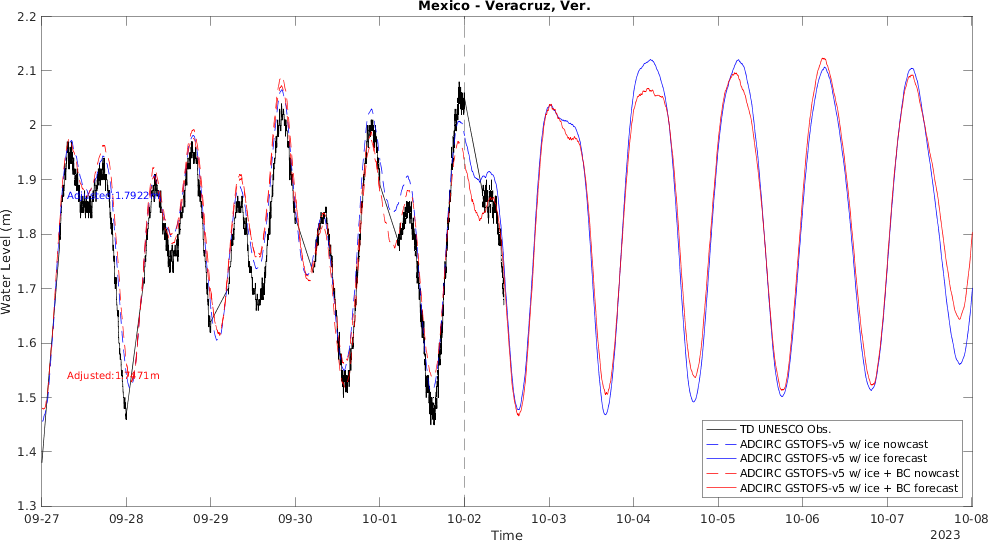 Mexico - Veracruz, Ver.
2.2
2.1
2
1.9
1.8
1.7
1.6
1.5
1.4
1.3
Water Level (m)
Adjusted:1.7922m
Adjusted:1.7671m
TD UNESCO Obs.
ADCIRC GSTOFS-v5 w/ ice nowcast
ADCIRC GSTOFS-v5 w/ ice forecast
ADCIRC GSTOFS-v5 w/ ice + BC nowcast
ADCIRC GSTOFS-v5 w/ ice + BC forecast
09-27 09-28 09-29 09-30 10-01 10-02 10-03 10-04 10-05 10-06 10-07 10-08
Time
2023